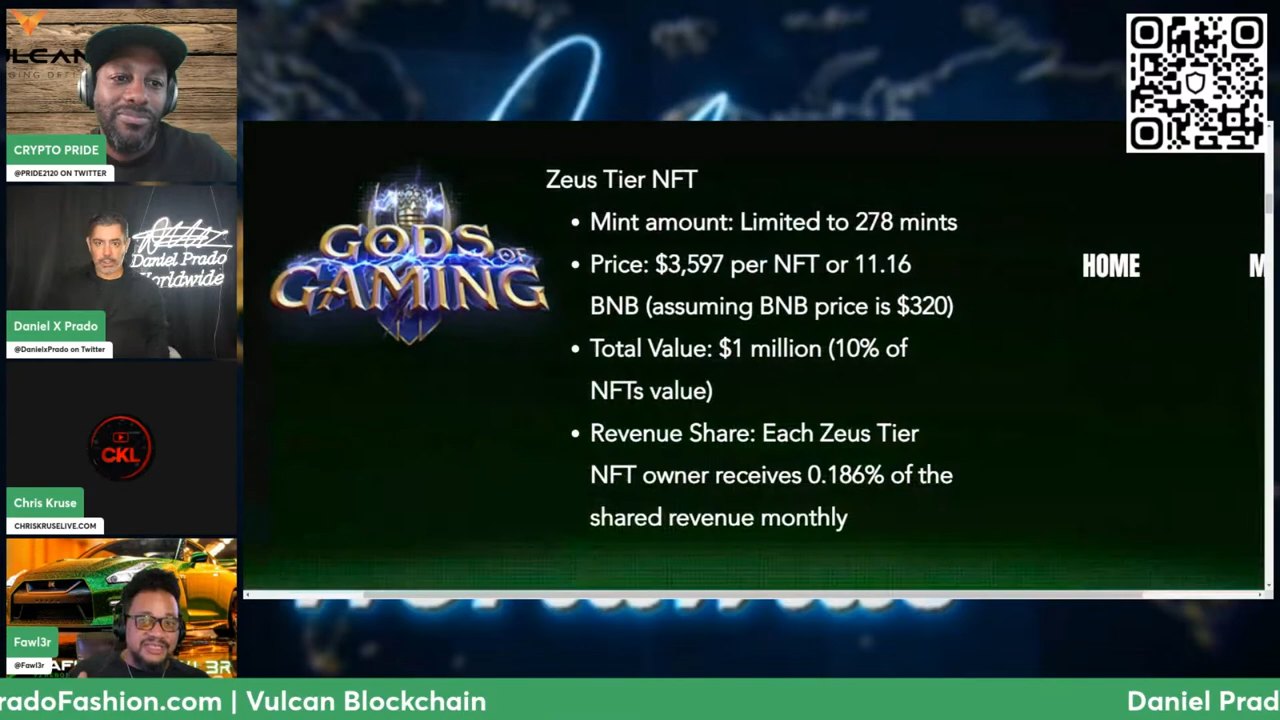 VULCAN
GING DEF
CRYPTO PRIDE
@PRIDE2120 ON TWITTER
Daniel Prado
Worldwide
Daniel X Prado
@DanielxPrado on Twitter
CKL
Chris Kruse
CHRISKRUSELIVE.COM
Fawl3r
@Fawl3r
L3R
GODS OF
GAMING
Zeus Tier NFT
• Mint amount: Limited to 278 mints
• Price: $3,597 per NFT or 11.16
BNB (assuming BNB price is $320)
• Total Value: $1 million (10% of
NFTs value)
• Revenue Share: Each Zeus Tier
NFT owner receives 0.186% of the
shared revenue monthly
HOME
M
radoFashion.com | Vulcan Blockchain
Daniel Prad